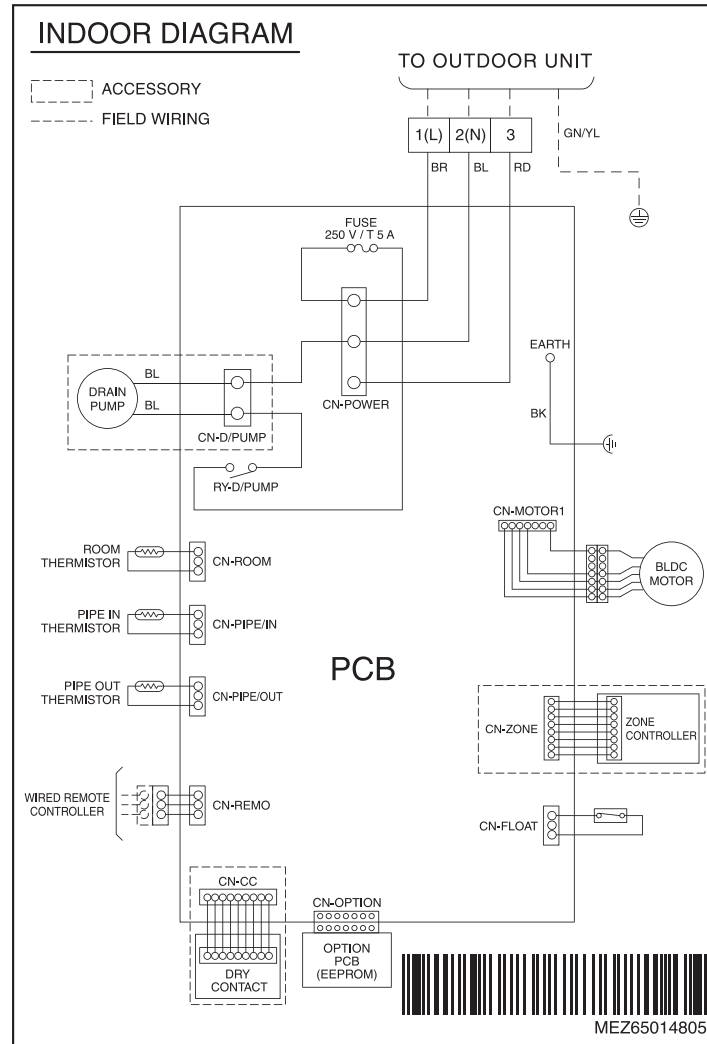 INDOOR DIAGRAM
ACCESSORY
FIELD WIRING
TO OUTDOOR UNIT
1(L) 2(N) 3
GN/YL
BR BL RD
FUSE
250 V / T 5 A
CN-POWER
EARTH
BK
DRAIN
PUMP
BL
BL
CN-D/PUMP
RY-D/PUMP
CN-MOTOR1
BLDC
MOTOR
ROOM
THERMISTOR
CN-ROOM
PIPE IN
THERMISTOR
CN-PIPE/IN
PIPE OUT
THERMISTOR
CN-PIPE/OUT
PCB
CN-ZONE
ZONE
CONTROLLER
WIRED REMOTE
CONTROLLER
CN-REMO
CN-FLOAT
CN-CC
DRY
CONTACT
CN-OPTION
OPTION
PCB
(EEPROM)
MEZ65014805